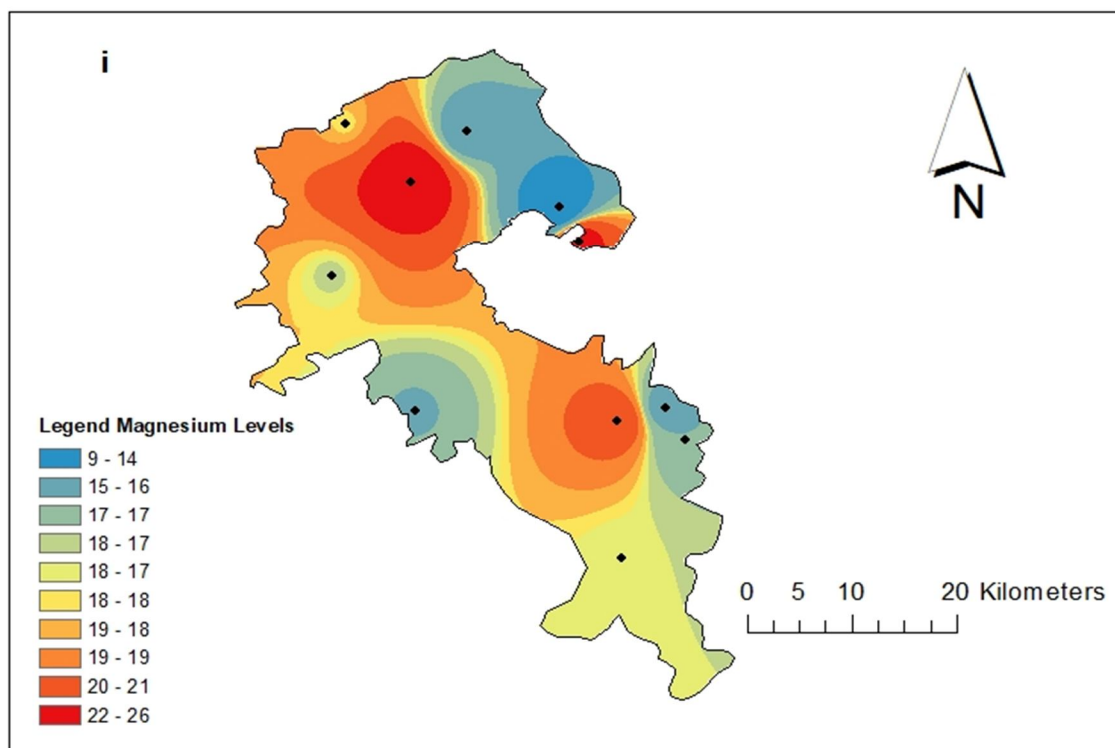 i
N
Legend Magnesium Levels
9 - 14
15 - 16
17 - 17
18 - 17
18 - 17
18 - 18
19 - 18
19 - 19
20 - 21
22 - 26
0 5 10 20 Kilometers